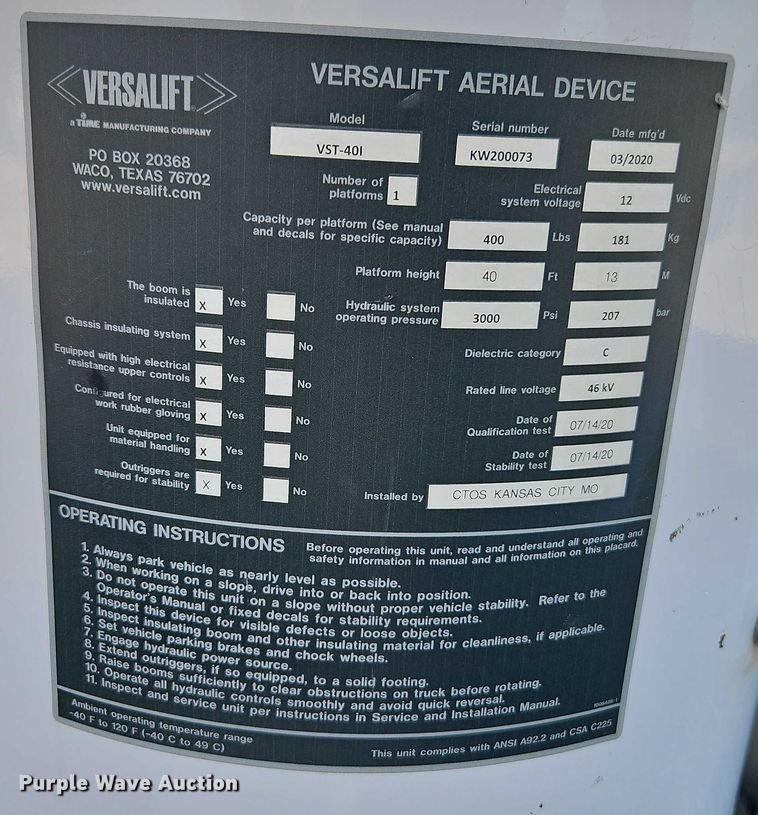 VERSALIFT
a TIME MANUFACTURING COMPANY
PO BOX 20368
WACO, TEXAS 76702
www.versalift.com
VERSALIFT AERIAL DEVICE
Model
VST-40I
Serial number
KW200073
Date mfg'd
03/2020
Number of
platforms 1
Electrical
system voltage 12 Vdc
Capacity per platform (See manual
and decals for specific capacity) 400 Lbs 181 Kg
Platform height 40 Ft 13 M
Hydraulic system
operating pressure 3000 Psi 207 bar
Dielectric category C
Rated line voltage 46 kV
Date of
Qualification test 07/14/20
Date of
Stability test 07/14/20
Installed by CTOS KANSAS CITY MO
The boom is
insulated X Yes No
Chassis insulating system X Yes No
Equipped with high electrical
resistance upper controls X Yes No
Configured for electrical
work rubber gloving X Yes No
Unit equipped for
material handling X Yes No
Outriggers are
required for stability X Yes No
OPERATING INSTRUCTIONS
Before operating this unit, read and understand all operating and
safety information in manual and all information on this placard.
1. Always park vehicle as nearly level as possible.
2. When working on a slope, drive into or back into position.
3. Do not operate this unit on a slope without proper vehicle stability. Refer to the
Operator's Manual or fixed decals for stability requirements.
4. Inspect this device for visible defects or loose objects.
5. Inspect insulating boom and other insulating material for cleanliness, if applicable.
6. Set vehicle parking brakes and chock wheels.
7. Engage hydraulic power source.
8. Extend outriggers, if so equipped, to a solid footing.
9. Raise booms sufficiently to clear obstructions on truck before rotating.
10. Operate all hydraulic controls smoothly and avoid quick reversal.
11. Inspect and service unit per instructions in Service and Installation Manual.
Ambient operating temperature range
-40 F to 120 F (-40 C to 49 C)
This unit complies with ANSI A92.2 and CSA C225
Purple Wave Auction